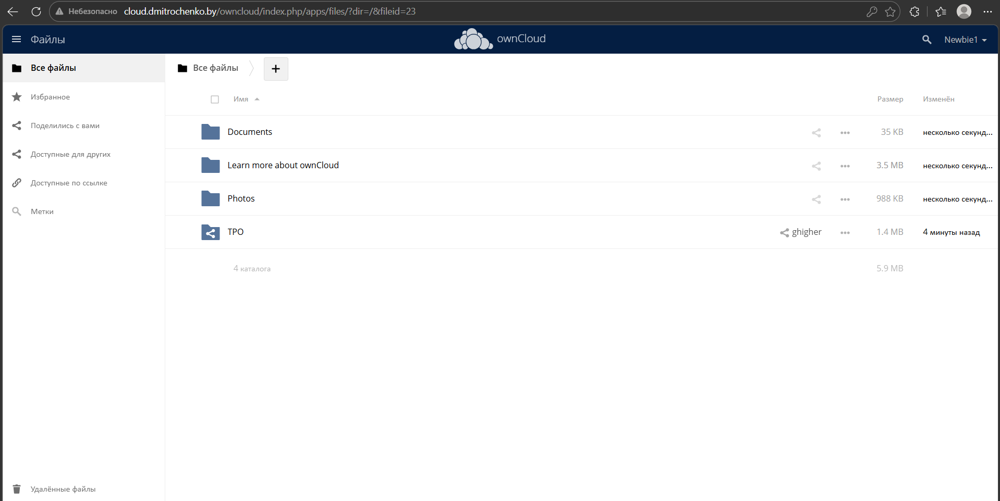 Небезопасно cloud.dmitrochenko.by/owncloud/index.php/apps/files/?dir=/&fileid=23
Файлы
ownCloud
Newbie1
Все файлы
Избранное
Поделились с вами
Доступные для других
Доступные по ссылке
Метки
Удалённые файлы
Все файлы
+
Имя Размер Изменён
Documents 35 KB несколько секунд...
Learn more about ownCloud 3.5 MB несколько секунд...
Photos 988 KB несколько секунд...
TPO ghigher 1.4 MB 4 минуты назад
4 каталога 5.9 MB